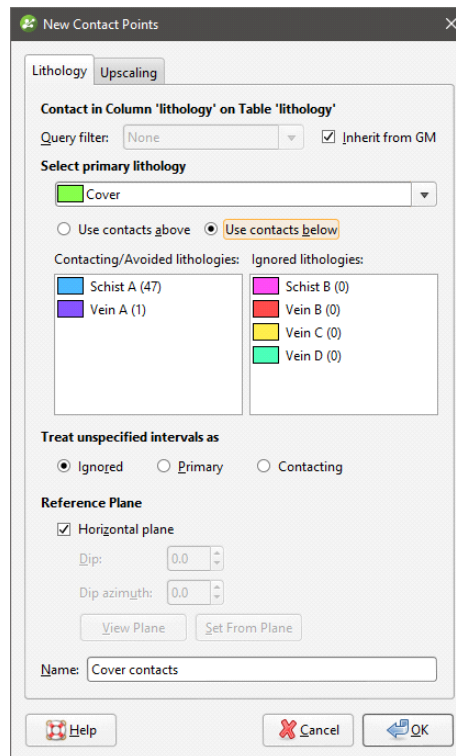 New Contact Points
Lithology Upscaling
Contact in Column 'lithology' on Table 'lithology'
Query filter: None Inherit from GM
Select primary lithology
Cover
Use contacts above Use contacts below
Contacting/Avoided lithologies: Ignored lithologies:
Schist A (47) Schist B (0)
Vein A (1) Vein B (0)
Vein C (0)
Vein D (0)
Treat unspecified intervals as
Ignored Primary Contacting
Reference Plane
Horizontal plane
Dip: 0.0
Dip azimuth: 0.0
View Plane Set From Plane
Name: Cover contacts
Help Cancel OK